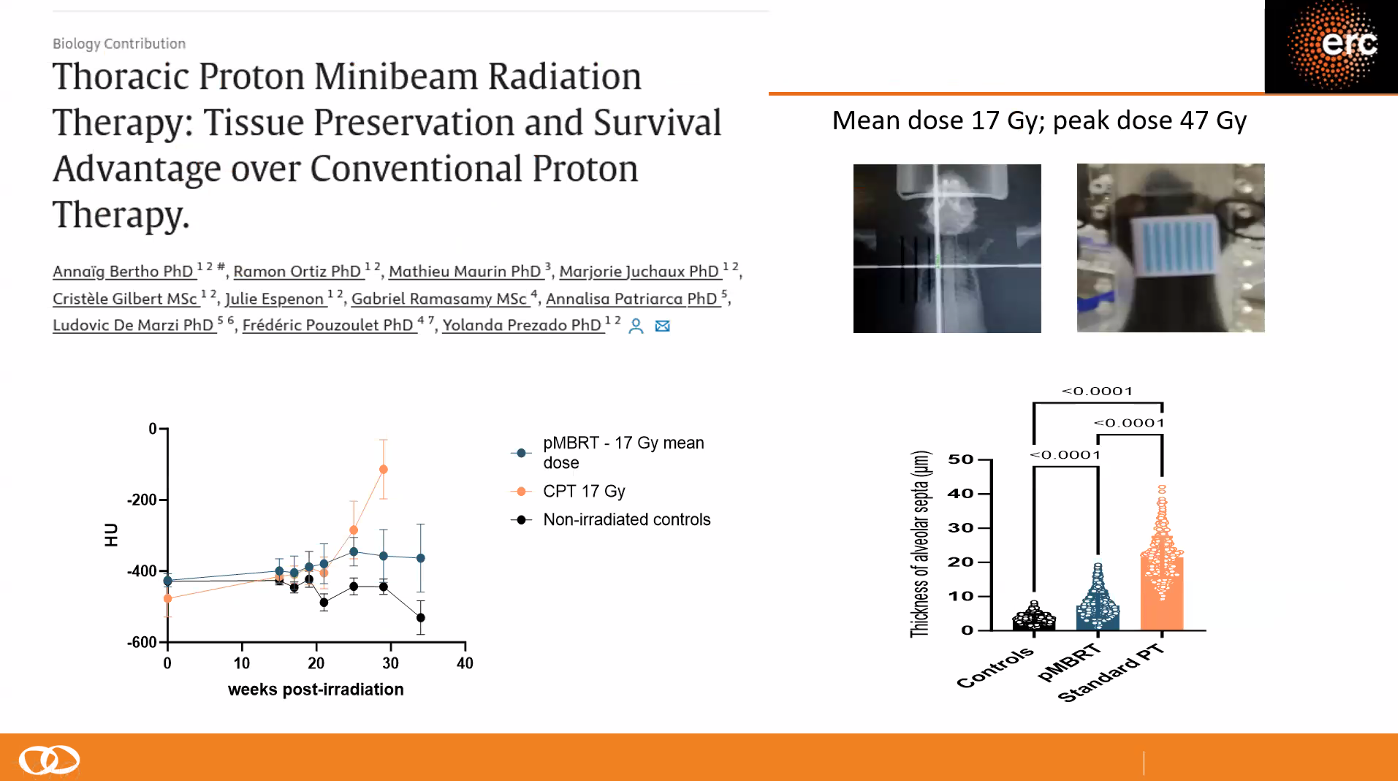 Biology Contribution
Thoracic Proton Minibeam Radiation
Therapy: Tissue Preservation and Survival
Advantage over Conventional Proton
Therapy.
Annaïg Bertho PhD 1 2 #, Ramon Ortiz PhD 1 2, Mathieu Maurin PhD 3, Marjorie Juchaux PhD 1 2,
Cristèle Gilbert MSc 1 2, Julie Espenon 1 2, Gabriel Ramasamy MSc 4, Annalisa Patriarca PhD 5,
Ludovic De Marzi PhD 5 6, Frédéric Pouzoulet PhD 4 7, Yolanda Prezado PhD 1 2
erc
Mean dose 17 Gy; peak dose 47 Gy
0
-200
-400
-600
HU
0 10 20 30 40
weeks post-irradiation
pMBRT - 17 Gy mean
dose
CPT 17 Gy
Non-irradiated controls
<0.0001
<0.0001
<0.0001
Thickness of alveolar septa (µm)
50
40
30
20
10
0
Controls
pMBRT
Standard PT